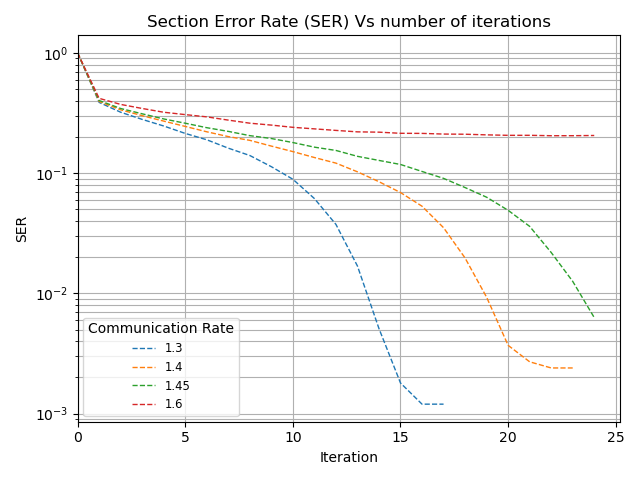 Section Error Rate (SER) Vs number of iterations
10⁰
10⁻¹
10⁻²
10⁻³
SER
Communication Rate
1.3
1.4
1.45
1.6
0 5 10 15 20 25
Iteration